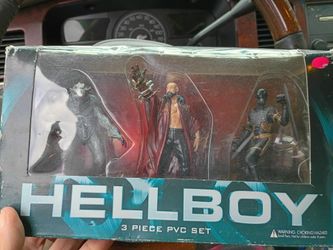 HELLBOY
3 PIECE PVC SET
WARNING: CHOKING HAZARD